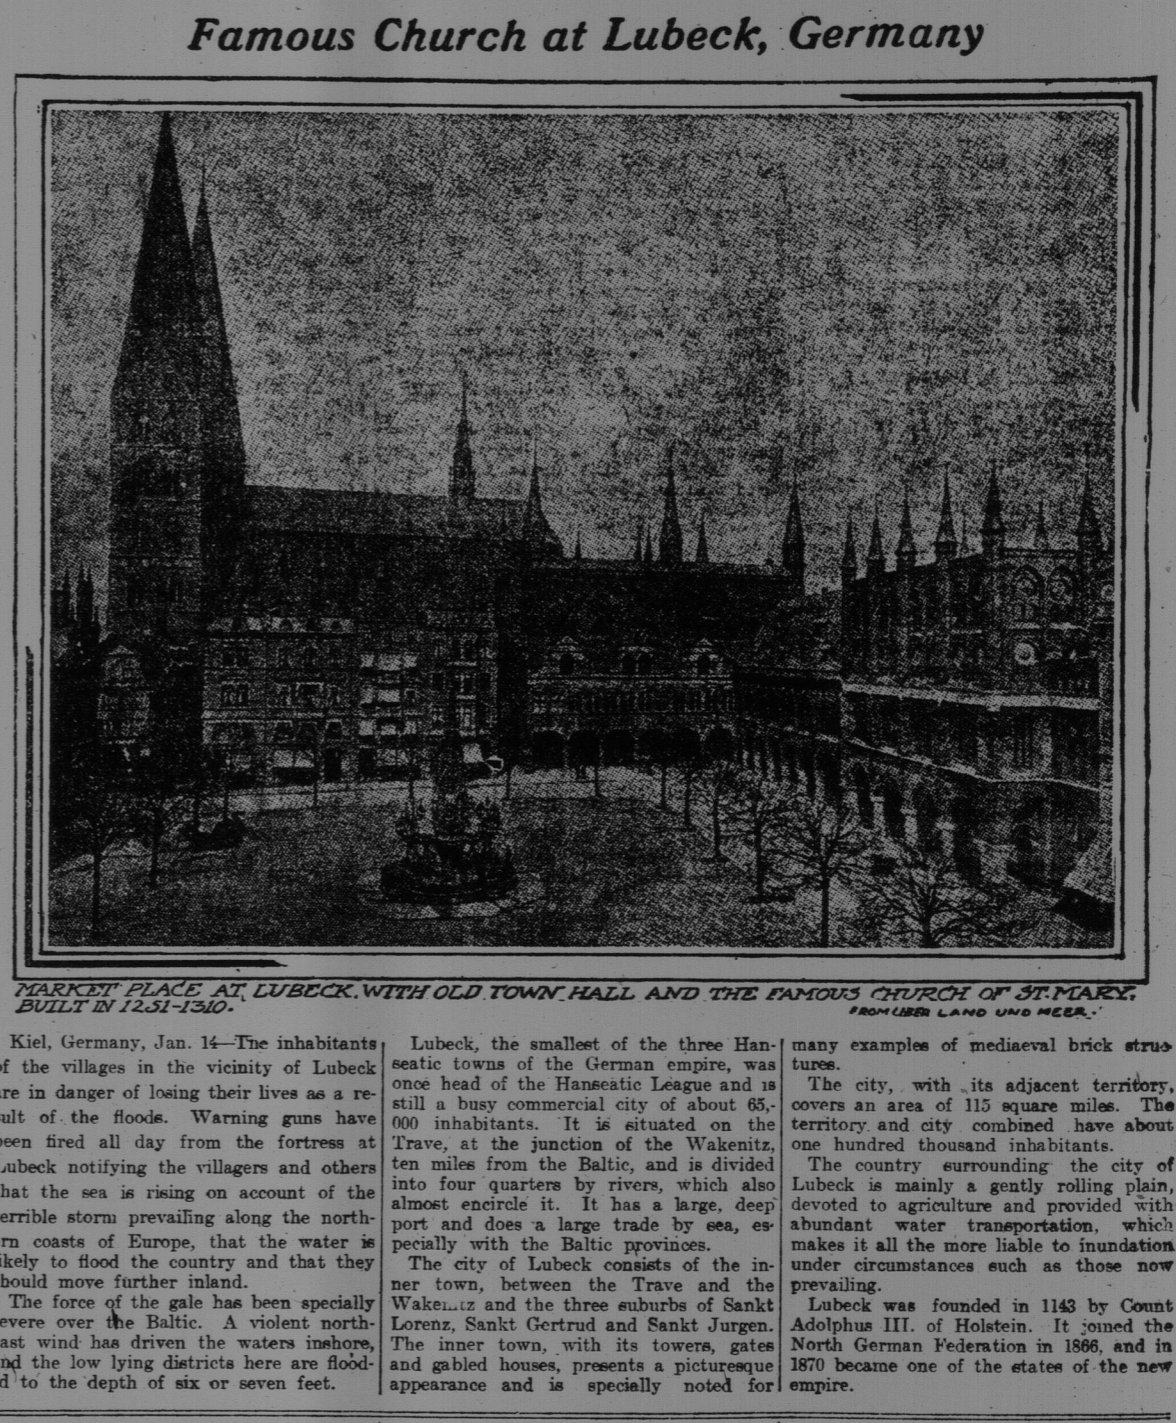 Famous Church at Lubeck, Germany
MARKET PLACE AT LUBECK. WITH OLD TOWN HALL AND THE FAMOUS CHURCH OF ST. MARY.
BUILT IN 1251-1310.
FROM UBER LAND UND MEER.
Kiel, Germany, Jan. 14—The inhabitants
of the villages in the vicinity of Lubeck
are in danger of losing their lives as a re-
sult of the floods. Warning guns have
been fired all day from the fortress at
Lubeck notifying the villagers and others
that the sea is rising on account of the
terrible storm prevailing along the north-
ern coasts of Europe, that the water is
likely to flood the country and that they
should move further inland.
The force of the gale has been specially
severe over the Baltic. A violent north-
east wind has driven the waters inshore,
and the low lying districts here are flood-
ed to the depth of six or seven feet.
Lubeck, the smallest of the three Han-
seatic towns of the German empire, was
once head of the Hanseatic League and is
still a busy commercial city of about 65,-
000 inhabitants. It is situated on the
Trave, at the junction of the Wakenitz,
ten miles from the Baltic, and is divided
into four quarters by rivers, which also
almost encircle it. It has a large, deep
port and does a large trade by sea, es-
pecially with the Baltic provinces.
The city of Lubeck consists of the in-
ner town, between the Trave and the
Wakenitz and the three suburbs of Sankt
Lorenz, Sankt Gertrud and Sankt Jurgen.
The inner town, with its towers, gates
and gabled houses, presents a picturesque
appearance and is specially noted for
many examples of mediaeval brick struc-
tures.
The city, with its adjacent territory,
covers an area of 115 square miles. The
territory and city combined have about
one hundred thousand inhabitants.
The country surrounding the city of
Lubeck is mainly a gently rolling plain,
devoted to agriculture and provided with
abundant water transportation, which
makes it all the more liable to inundation
under circumstances such as those now
prevailing.
Lubeck was founded in 1143 by Count
Adolphus III. of Holstein. It joined the
North German Federation in 1866, and in
1870 became one of the states of the new
empire.